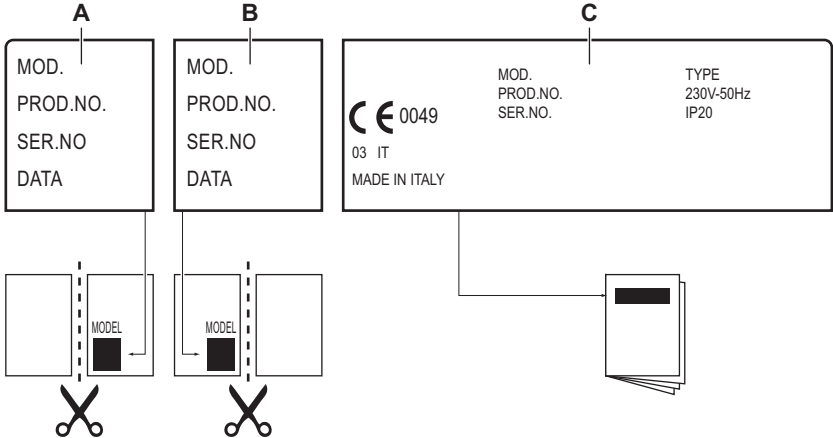 A
B
C
MOD.
PROD.NO.
SER.NO
DATA
MOD.
PROD.NO.
SER.NO
DATA
MOD.
PROD.NO.
SER.NO.
TYPE
230V-50Hz
IP20
CE 0049
03 IT
MADE IN ITALY
MODEL
MODEL